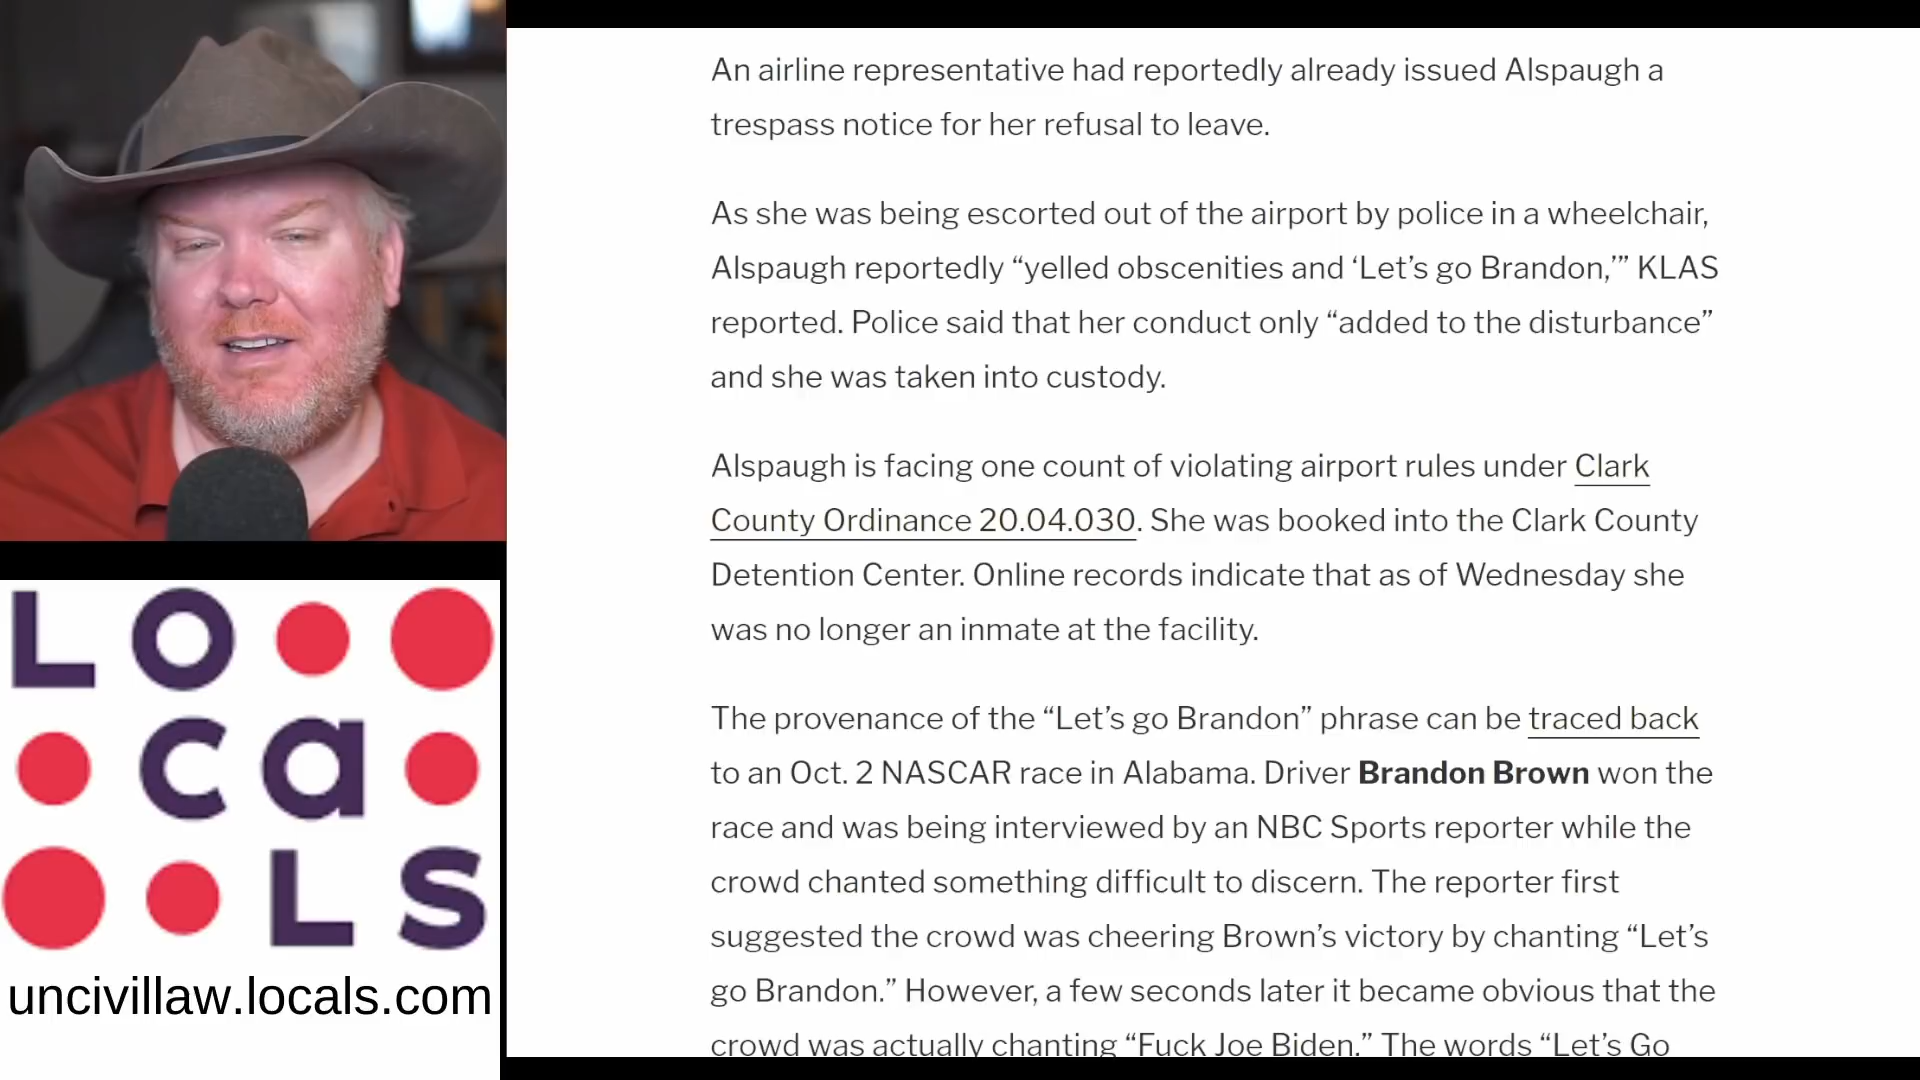 An airline representative had reportedly already issued Alspaugh a
trespass notice for her refusal to leave.
As she was being escorted out of the airport by police in a wheelchair,
Alspaugh reportedly “yelled obscenities and ‘Let’s go Brandon,’” KLAS
reported. Police said that her conduct only “added to the disturbance”
and she was taken into custody.
Alspaugh is facing one count of violating airport rules under Clark
County Ordinance 20.04.030. She was booked into the Clark County
Detention Center. Online records indicate that as of Wednesday she
was no longer an inmate at the facility.
The provenance of the “Let’s go Brandon” phrase can be traced back
to an Oct. 2 NASCAR race in Alabama. Driver Brandon Brown won the
race and was being interviewed by an NBC Sports reporter while the
crowd chanted something difficult to discern. The reporter first
suggested the crowd was cheering Brown’s victory by chanting “Let’s
go Brandon.” However, a few seconds later it became obvious that the
crowd was actually chanting “Fuck Joe Biden.” The words “Let’s Go
LO
ca
LS
uncivillaw.locals.com